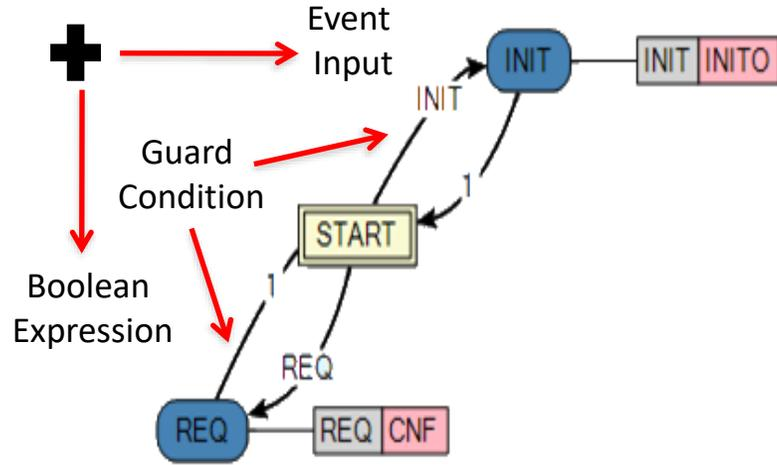 Event
Input
INIT
INIT INITO
INIT
Guard
Condition
1
START
1
Boolean
Expression
REQ
REQ
REQ CNF